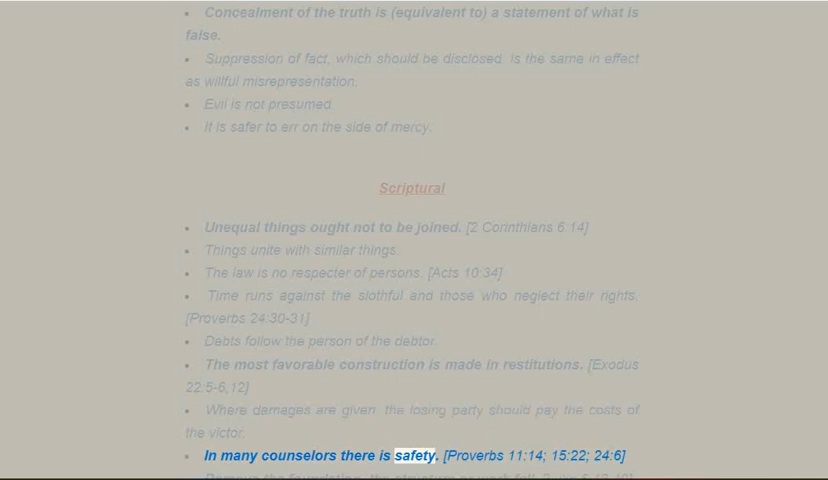 • Concealment of the truth is (equivalent to) a statement of what is
false.
• Suppression of fact, which should be disclosed, is the same in effect
as willful misrepresentation.
• Evil is not presumed.
• It is safer to err on the side of mercy.
Scriptural
• Unequal things ought not to be joined. [2 Corinthians 6:14]
• Things unite with similar things.
• The law is no respecter of persons. [Acts 10:34]
• Time runs against the slothful and those who neglect their rights.
[Proverbs 24:30-31]
• Debts follow the person of the debtor.
• The most favorable construction is made in restitutions. [Exodus
22:5-6,12]
• Where damages are given, the losing party should pay the costs of
the victor.
• In many counselors there is safety. [Proverbs 11:14; 15:22; 24:6]